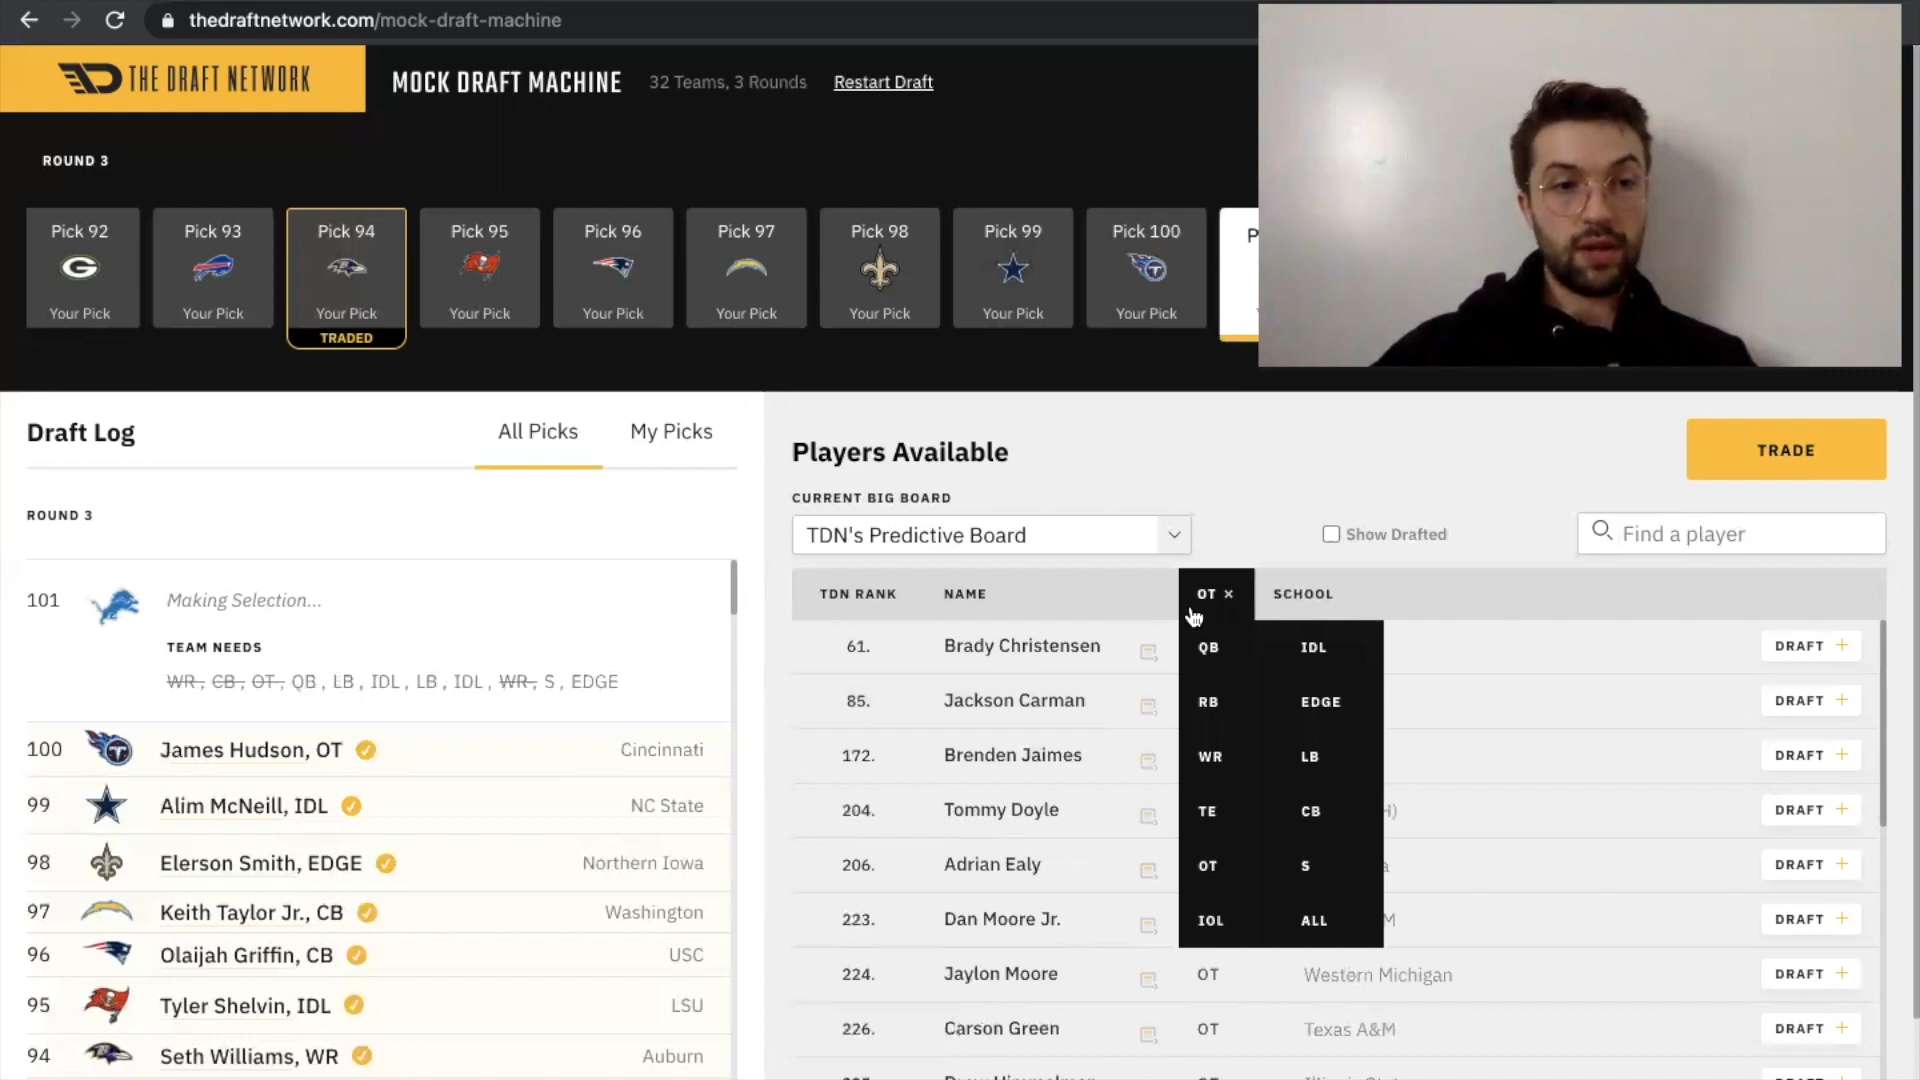 thedraftnetwork.com/mock-draft-machine
THE DRAFT NETWORK
MOCK DRAFT MACHINE
32 Teams, 3 Rounds
Restart Draft
ROUND 3
Pick 92
Pick 93
Pick 94
Pick 95
Pick 96
Pick 97
Pick 98
Pick 99
Pick 100
P
Your Pick
Your Pick
Your Pick
Your Pick
Your Pick
Your Pick
Your Pick
Your Pick
Your Pick
TRADED
Draft Log
All Picks
My Picks
ROUND 3
101
Making Selection...
TEAM NEEDS
WR, CB, OT, QB, LB, IDL, LB, IDL, WR, S, EDGE
100 James Hudson, OT Cincinnati
99 Alim McNeill, IDL NC State
98 Elerson Smith, EDGE Northern Iowa
97 Keith Taylor Jr., CB Washington
96 Olaijah Griffin, CB USC
95 Tyler Shelvin, IDL LSU
94 Seth Williams, WR Auburn
Players Available
TRADE
CURRENT BIG BOARD
TDN's Predictive Board
Show Drafted
Find a player
TDN RANK NAME OT × SCHOOL
61. Brady Christensen QB IDL DRAFT +
85. Jackson Carman RB EDGE DRAFT +
172. Brenden Jaimes WR LB DRAFT +
204. Tommy Doyle TE CB H) DRAFT +
206. Adrian Ealy OT S a DRAFT +
223. Dan Moore Jr. IOL ALL M DRAFT +
224. Jaylon Moore OT Western Michigan DRAFT +
226. Carson Green OT Texas A&M DRAFT +